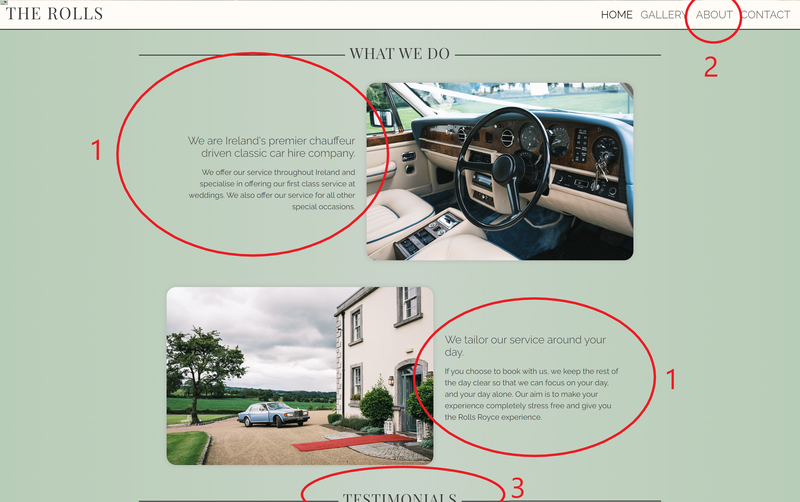 THE ROLLS
HOME GALLERY ABOUT CONTACT
2
WHAT WE DO
1
We are Ireland's premier chauffeur
driven classic car hire company.
We offer our service throughout Ireland and
specialise in offering our first class service at
weddings. We also offer our service for all other
special occasions.
We tailor our service around your
day.
If you choose to book with us, we keep the rest of
the day clear so that we can focus on your day,
and your day alone. Our aim is to make your
experience completely stress free and give you
the Rolls Royce experience.
1
TESTIMONIALS
3